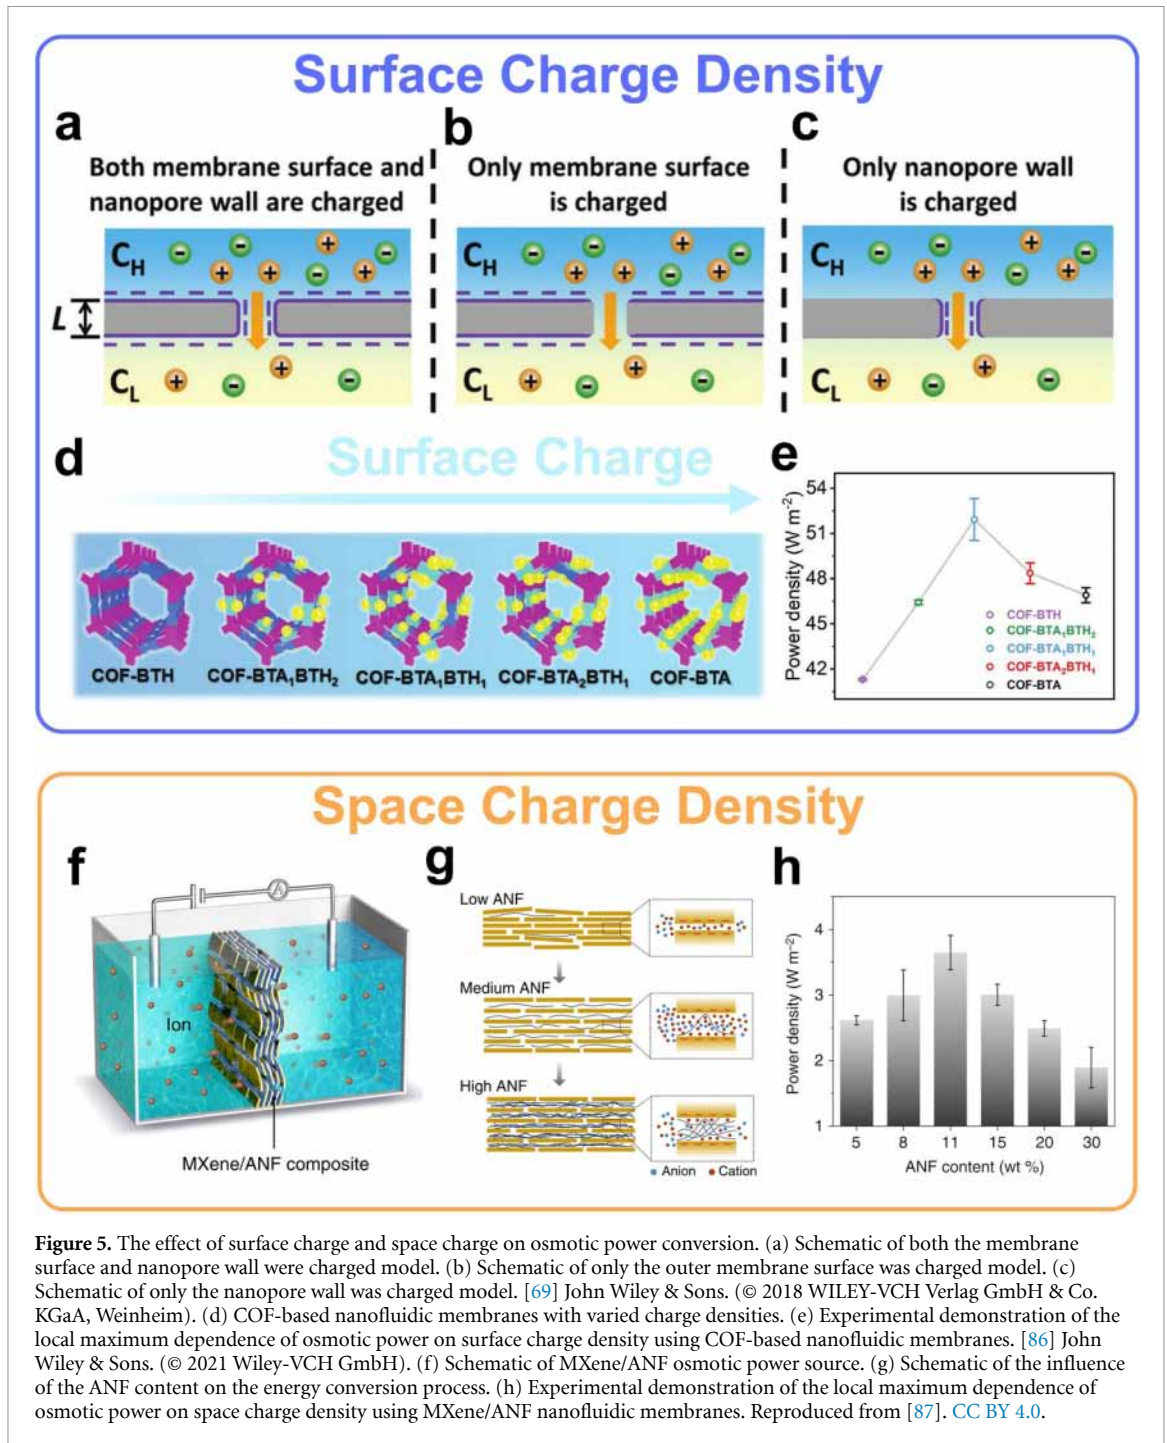 Surface Charge Density
a
b
c
Both membrane surface and
nanopore wall are charged
Only membrane surface
is charged
Only nanopore wall
is charged
C_H
C_H
C_H
L
C_L
C_L
C_L
d
Surface Charge
COF-BTH
COF-BTA₁BTH₂
COF-BTA₁BTH₁
COF-BTA₂BTH₁
COF-BTA
e
Power density (W m⁻²)
54
51
48
45
42
COF-BTH
COF-BTA₁BTH₂
COF-BTA₁BTH₁
COF-BTA₂BTH₁
COF-BTA
Space Charge Density
f
A
Ion
MXene/ANF composite
g
Low ANF
Medium ANF
High ANF
Anion
Cation
h
Power density (W m⁻²)
4
3
2
1
5 8 11 15 20 30
ANF content (wt %)
Figure 5. The effect of surface charge and space charge on osmotic power conversion. (a) Schematic of both the membrane
surface and nanopore wall were charged model. (b) Schematic of only the outer membrane surface was charged model. (c)
Schematic of only the nanopore wall was charged model. [69] John Wiley & Sons. (© 2018 WILEY-VCH Verlag GmbH & Co.
KGaA, Weinheim). (d) COF-based nanofluidic membranes with varied charge densities. (e) Experimental demonstration of the
local maximum dependence of osmotic power on surface charge density using COF-based nanofluidic membranes. [86] John
Wiley & Sons. (© 2021 Wiley-VCH GmbH). (f) Schematic of MXene/ANF osmotic power source. (g) Schematic of the influence
of the ANF content on the energy conversion process. (h) Experimental demonstration of the local maximum dependence of
osmotic power on space charge density using MXene/ANF nanofluidic membranes. Reproduced from [87]. CC BY 4.0.